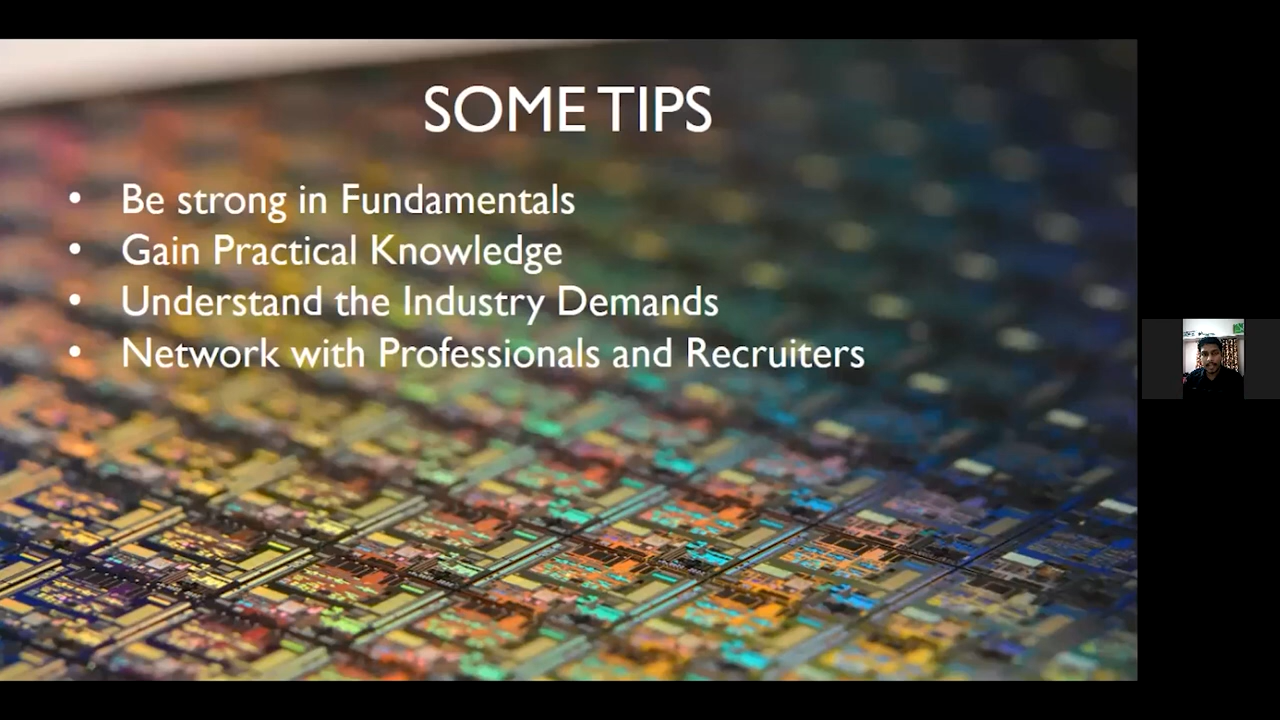 SOME TIPS
• Be strong in Fundamentals
• Gain Practical Knowledge
• Understand the Industry Demands
• Network with Professionals and Recruiters